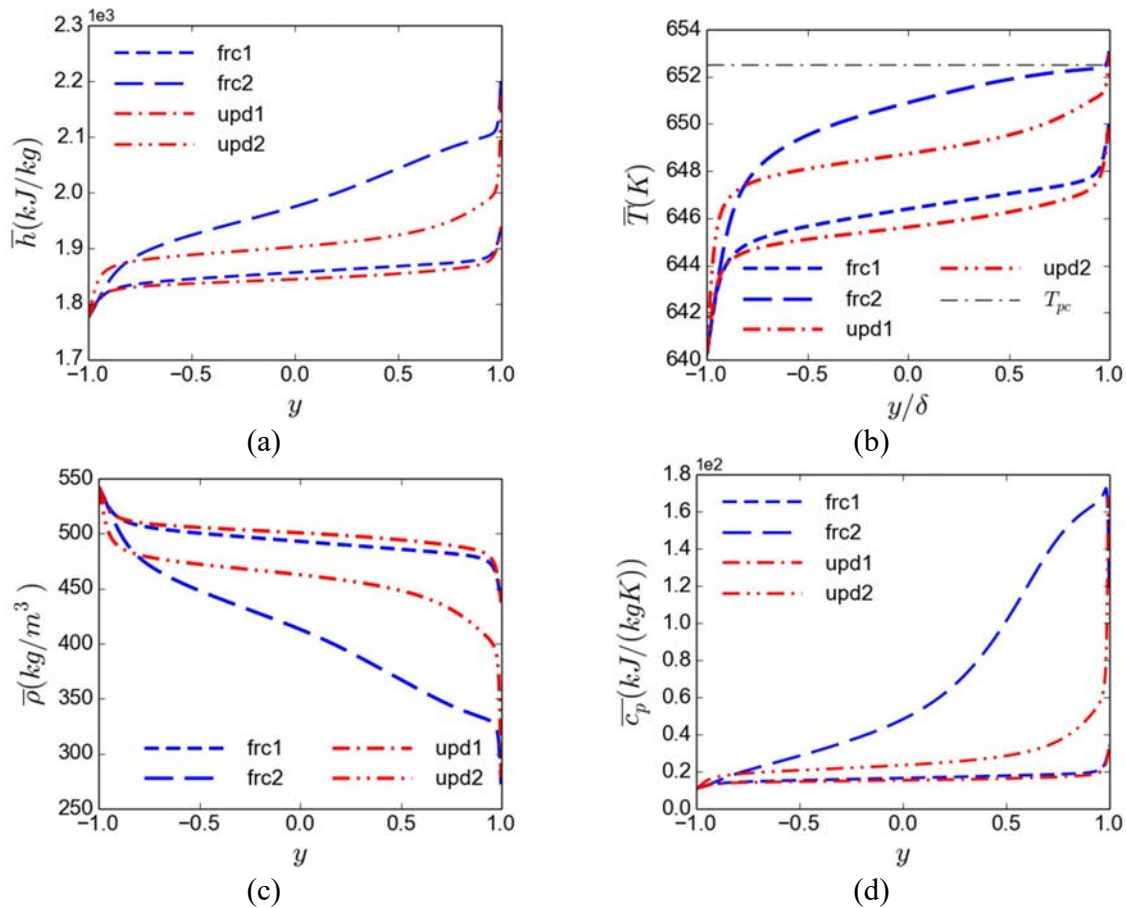 1e3
2.3
2.2
2.1
2.0
1.9
1.8
1.7
h̅(kJ/kg)
frc1
frc2
upd1
upd2
−1.0 −0.5 0.0 0.5 1.0
y
(a)
654
652
650
648
646
644
642
640
T̅(K)
frc1
frc2
upd1
upd2
T_pc
−1.0 −0.5 0.0 0.5 1.0
y/δ
(b)
550
500
450
400
350
300
250
ρ̅(kg/m³)
frc1
frc2
upd1
upd2
−1.0 −0.5 0.0 0.5 1.0
y
(c)
1e2
1.8
1.6
1.4
1.2
1.0
0.8
0.6
0.4
0.2
0.0
c̅_p̅(kJ/(kgK))
frc1
frc2
upd1
upd2
−1.0 −0.5 0.0 0.5 1.0
y
(d)